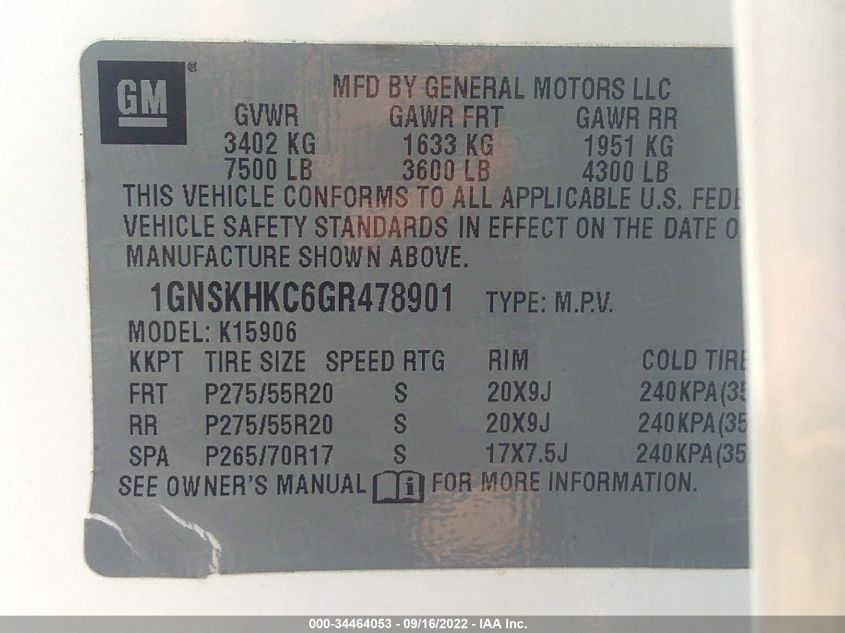 GM ®
MFD BY GENERAL MOTORS LLC
GVWR GAWR FRT GAWR RR
3402 KG 1633 KG 1951 KG
7500 LB 3600 LB 4300 LB
THIS VEHICLE CONFORMS TO ALL APPLICABLE U.S.
VEHICLE SAFETY STANDARDS IN EFFECT ON THE DATE
MANUFACTURE SHOWN ABOVE.
1GNSKHKC6GR478901 TYPE: M.P.V.
MODEL: K15906
KKPT TIRE SIZE SPEED RTG RIM COLD TIRE
FRT P275/55R20 S 20X9J 240KPA(35
RR P275/55R20 S 20X9J 240KPA(35
SPA P265/70R17 S 17X7.5J 240KPA(35
SEE OWNER'S MANUAL i FOR MORE INFORMATION.
000-34464053 - 09/16/2022 - IAA Inc.